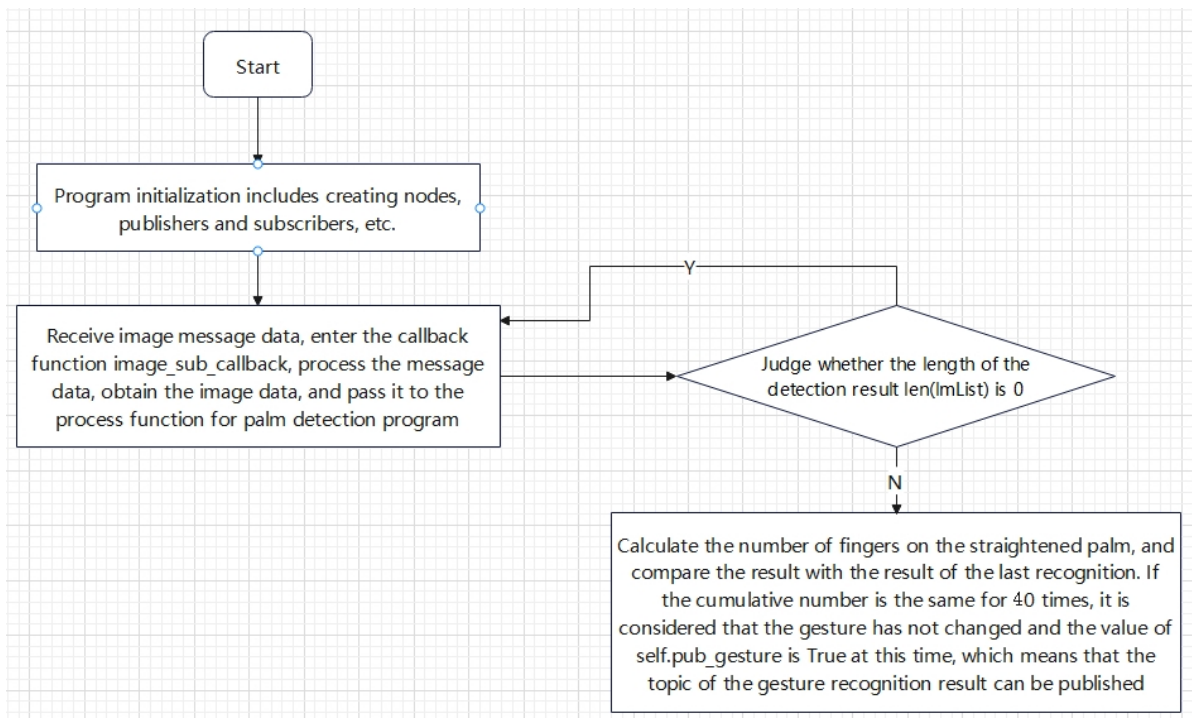 Start
Program initialization includes creating nodes,
publishers and subscribers, etc.
Y
Receive image message data, enter the callback
function image_sub_callback, process the message
data, obtain the image data, and pass it to the
process function for palm detection program
Judge whether the length of the
detection result len(lmList) is 0
N
Calculate the number of fingers on the straightened palm, and
compare the result with the result of the last recognition. If
the cumulative number is the same for 40 times, it is
considered that the gesture has not changed and the value of
self.pub_gesture is True at this time, which means that the
topic of the gesture recognition result can be published